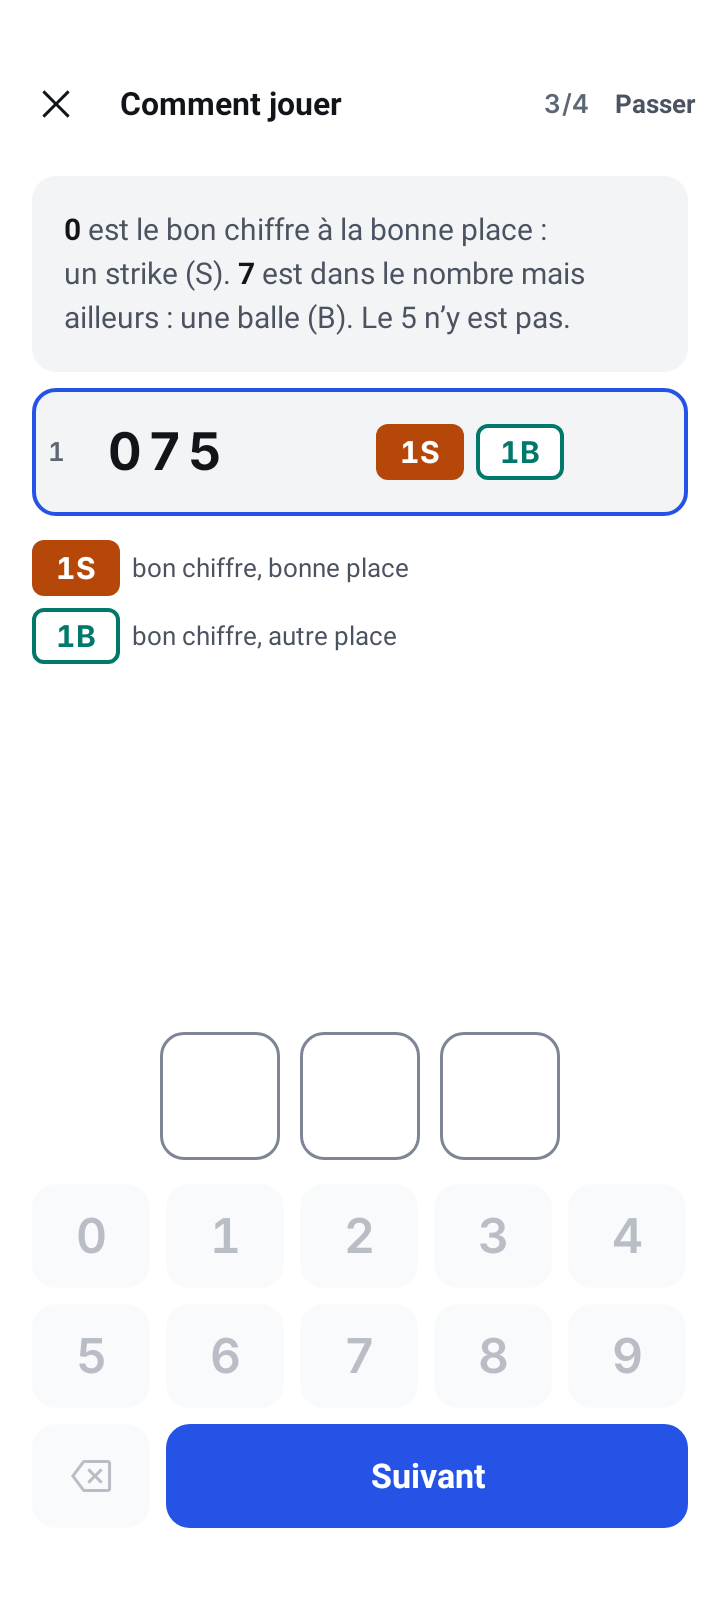 Comment jouer 3/4 Passer
0 est le bon chiffre à la bonne place :
un strike (S). 7 est dans le nombre mais
ailleurs : une balle (B). Le 5 n’y est pas.
1 075 1S 1B
1S bon chiffre, bonne place
1B bon chiffre, autre place
0 1 2 3 4
5 6 7 8 9
Suivant